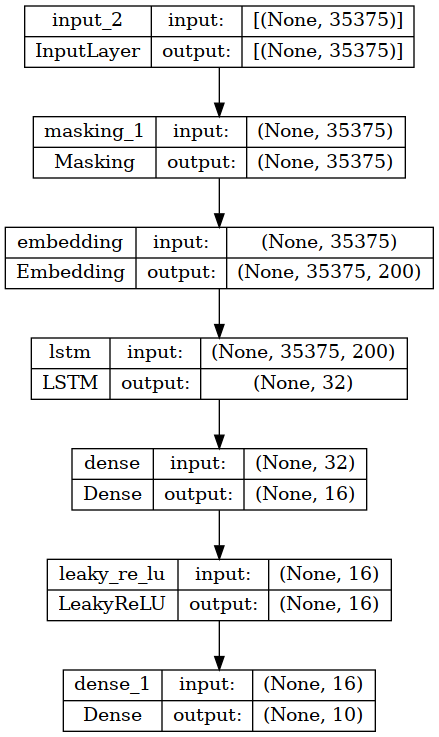 input_2 input: [(None, 35375)]
InputLayer output: [(None, 35375)]
masking_1 input: (None, 35375)
Masking output: (None, 35375)
embedding input: (None, 35375)
Embedding output: (None, 35375, 200)
lstm input: (None, 35375, 200)
LSTM output: (None, 32)
dense input: (None, 32)
Dense output: (None, 16)
leaky_re_lu input: (None, 16)
LeakyReLU output: (None, 16)
dense_1 input: (None, 16)
Dense output: (None, 10)